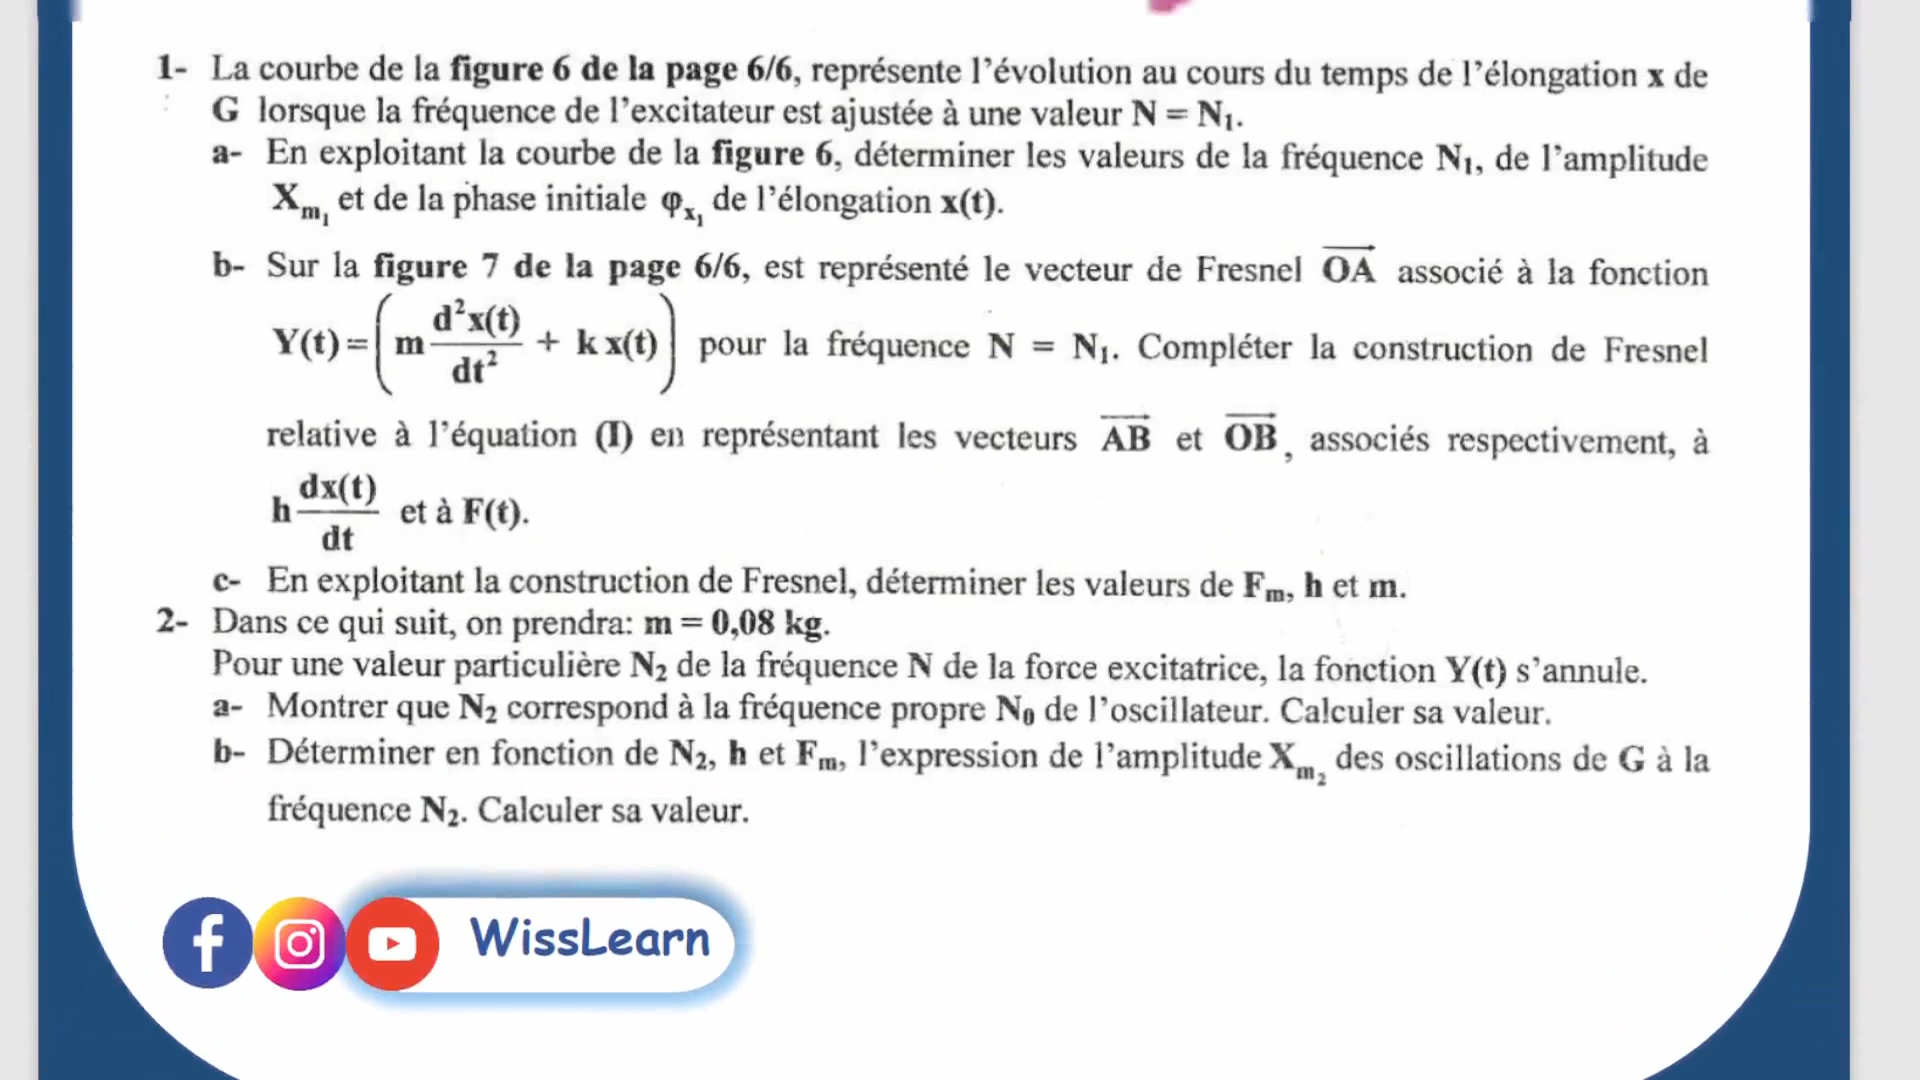 1- La courbe de la figure 6 de la page 6/6, représente l'évolution au cours du temps de l'élongation x de
G lorsque la fréquence de l'excitateur est ajustée à une valeur N = N₁.
a- En exploitant la courbe de la figure 6, déterminer les valeurs de la fréquence N₁, de l'amplitude
Xm₁ et de la phase initiale φx₁ de l'élongation x(t).
b- Sur la figure 7 de la page 6/6, est représenté le vecteur de Fresnel OA⃗ associé à la fonction
Y(t) = (m d²x(t)/dt² + k x(t)) pour la fréquence N = N₁. Compléter la construction de Fresnel
relative à l'équation (I) en représentant les vecteurs AB⃗ et OB⃗, associés respectivement, à
h dx(t)/dt et à F(t).
c- En exploitant la construction de Fresnel, déterminer les valeurs de Fm, h et m.
2- Dans ce qui suit, on prendra: m = 0,08 kg.
Pour une valeur particulière N₂ de la fréquence N de la force excitatrice, la fonction Y(t) s'annule.
a- Montrer que N₂ correspond à la fréquence propre N₀ de l'oscillateur. Calculer sa valeur.
b- Déterminer en fonction de N₂, h et Fm, l'expression de l'amplitude Xm₂ des oscillations de G à la
fréquence N₂. Calculer sa valeur.
WissLearn